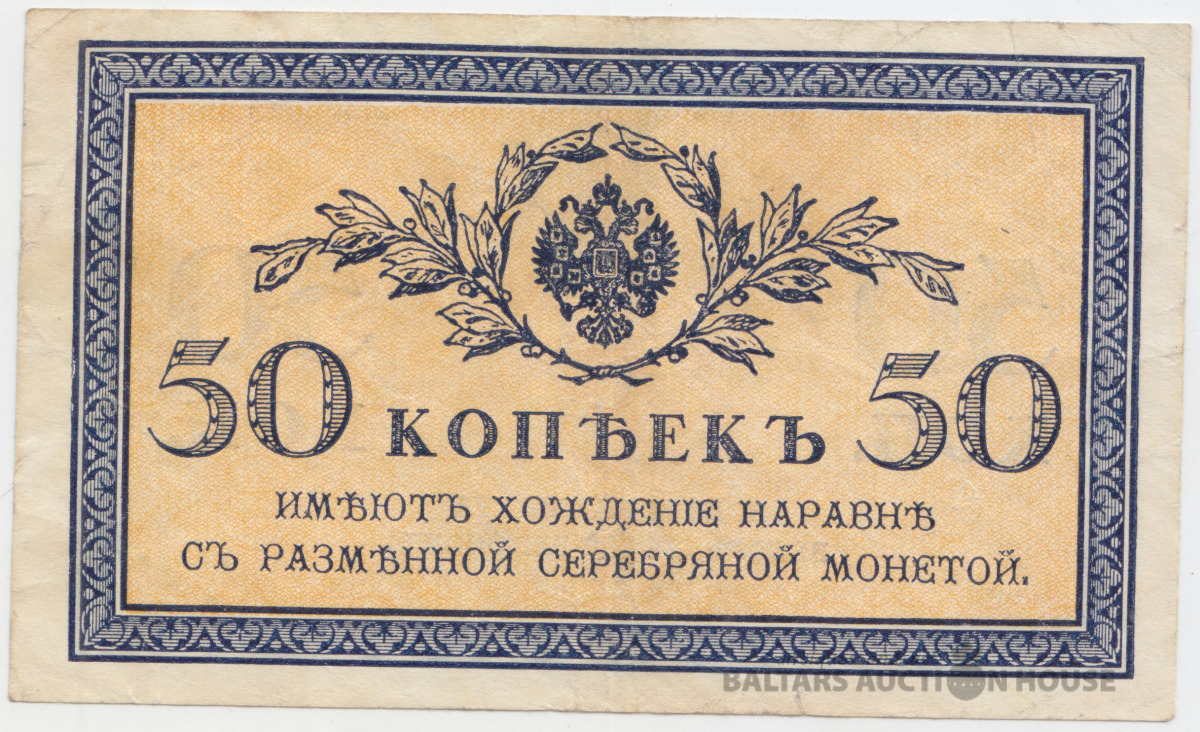 50 КОПѢЕКЪ 50
ИМѢЮТЪ ХОЖДЕНІЕ НАРАВНѢ
СЪ РАЗМѢННОЙ СЕРЕБРЯНОЙ МОНЕТОЙ.
BALTARS AUCTION HOUSE